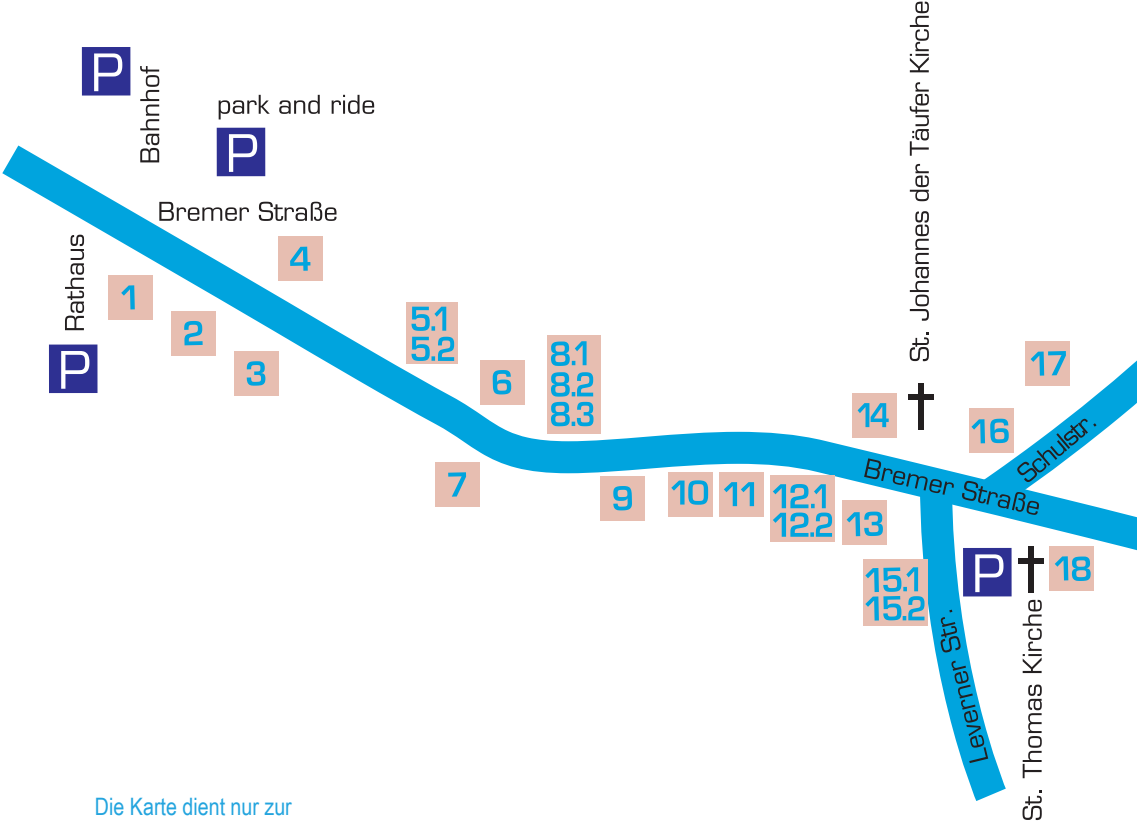 P
Bahnhof
park and ride
P
Bremer Straße
Rathaus
P
1
2
3
4
5.1
5.2
6
7
8.1
8.2
8.3
9
10
11
12.1
12.2
13
14
St. Johannes der Täufer Kirche
15.1
15.2
16
17
Schulstr.
Bremer Straße
P
18
Leverner Str.
St. Thomas Kirche
Die Karte dient nur zur